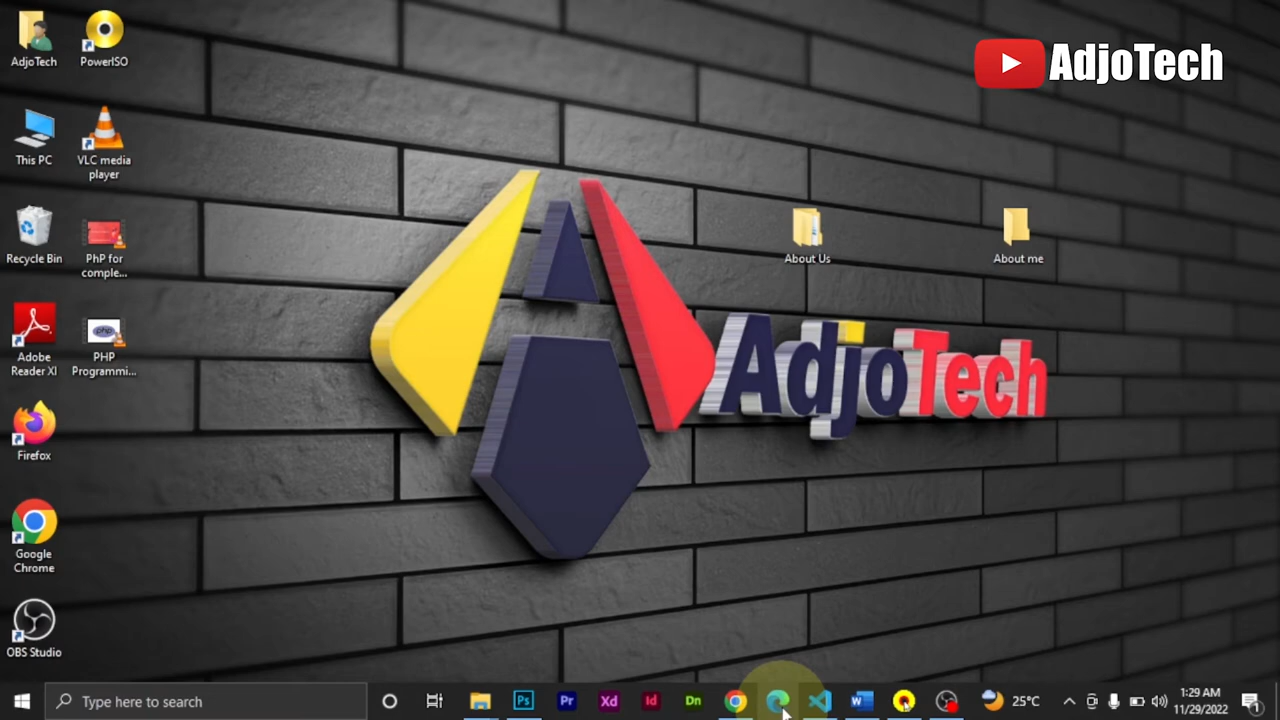 AdjoTech
AdjoTech
PowerISO
This PC
VLC media
player
Recycle Bin
PhP for
comple...
Adobe
Reader XI
php
PHP
Programmi...
Firefox
Google
Chrome
OBS Studio
About Us
About me
AdjoTech
Type here to search
Ps
Pr
Xd
Id
Dn
W
25°C
1:29 AM
11/29/2022
1